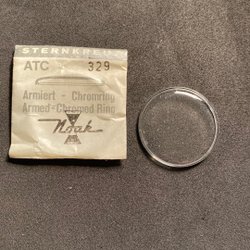 STERNKREUZ
ATC 329
Armiert - Chromring
Armed-Chromed Ring
Noak